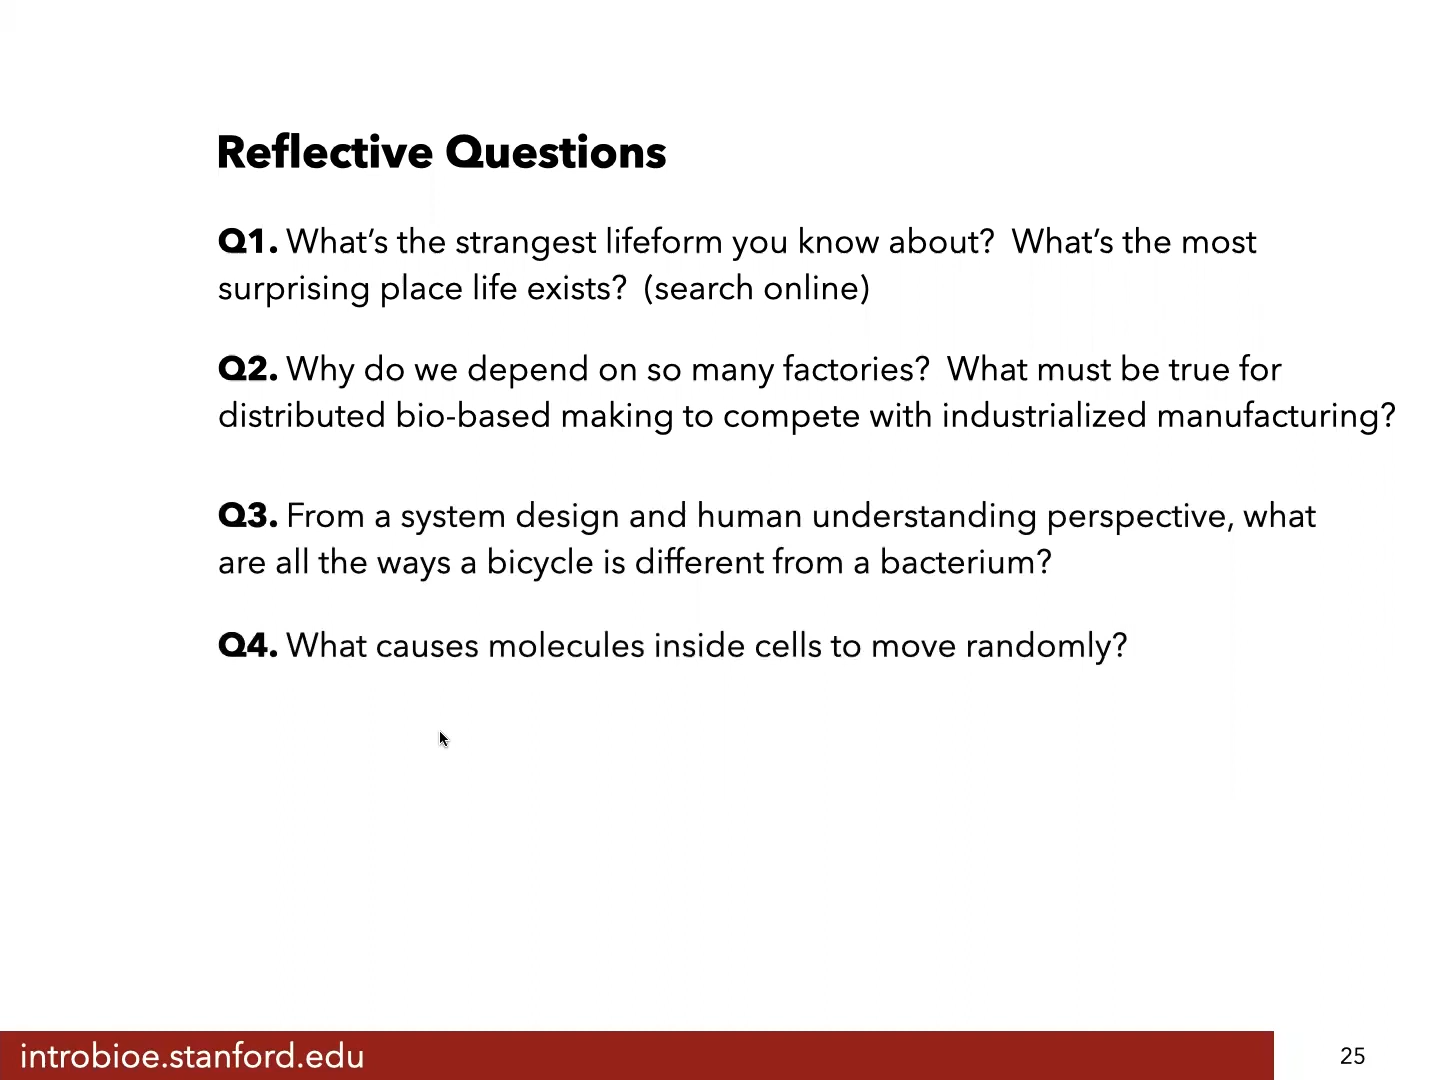 Reflective Questions
Q1. What’s the strangest lifeform you know about?  What’s the most
surprising place life exists?  (search online)
Q2. Why do we depend on so many factories?  What must be true for
distributed bio-based making to compete with industrialized manufacturing?
Q3. From a system design and human understanding perspective, what
are all the ways a bicycle is different from a bacterium?
Q4. What causes molecules inside cells to move randomly?
introbioe.stanford.edu
25